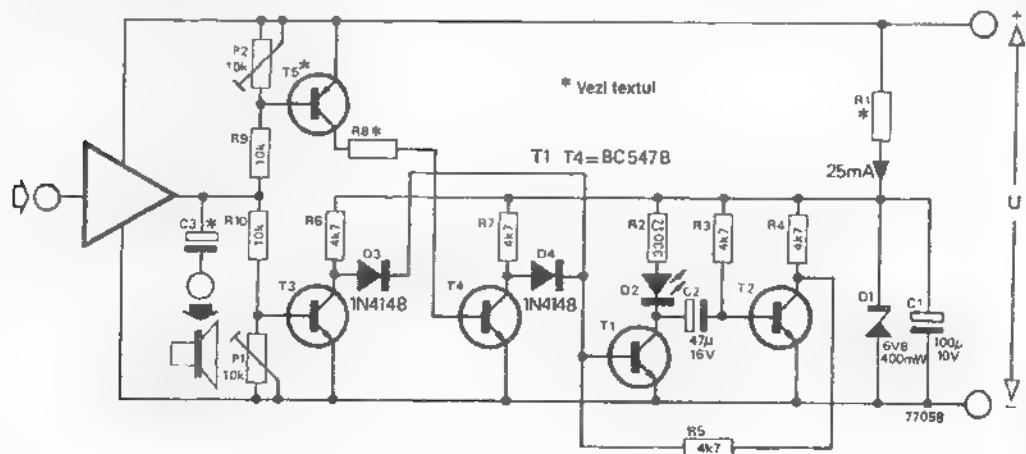 +
P2
10k
T5*
* Vezi textul
R1
*
R9
10k
R8*
T1 T4=BC547B
25mA
U
C3 *
R10
10k
R6
4k7
D3
1N4148
R7
4k7
D4
1N4148
R2
330Ω
R3
4k7
R4
4k7
T3
T4
D2
C2
47µ
16V
T2
T1
D1
6V8
400mW
C1
100µ
10V
P1
10k
-
77058
R5
4k7